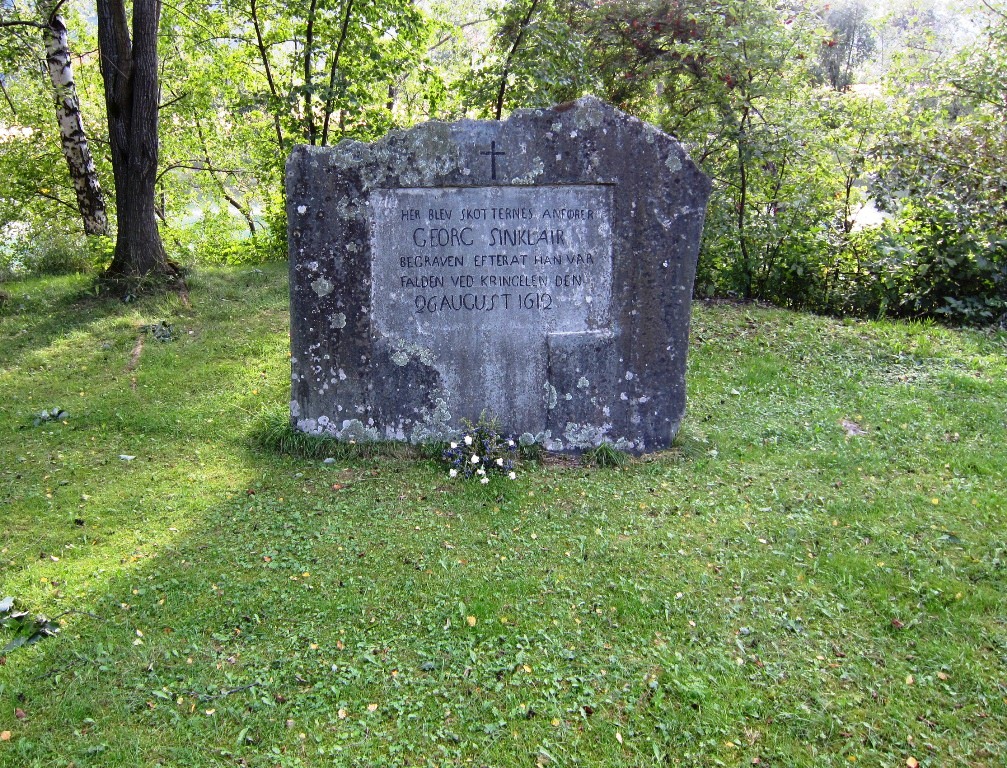 HER BLEV SKOTTERNES ANFØRER
GEORG SINKLAIR
BEGRAVEN EFTERAT HAN VAR
FALDEN VED KRINGELEN DEN
26 AUGUST 1612